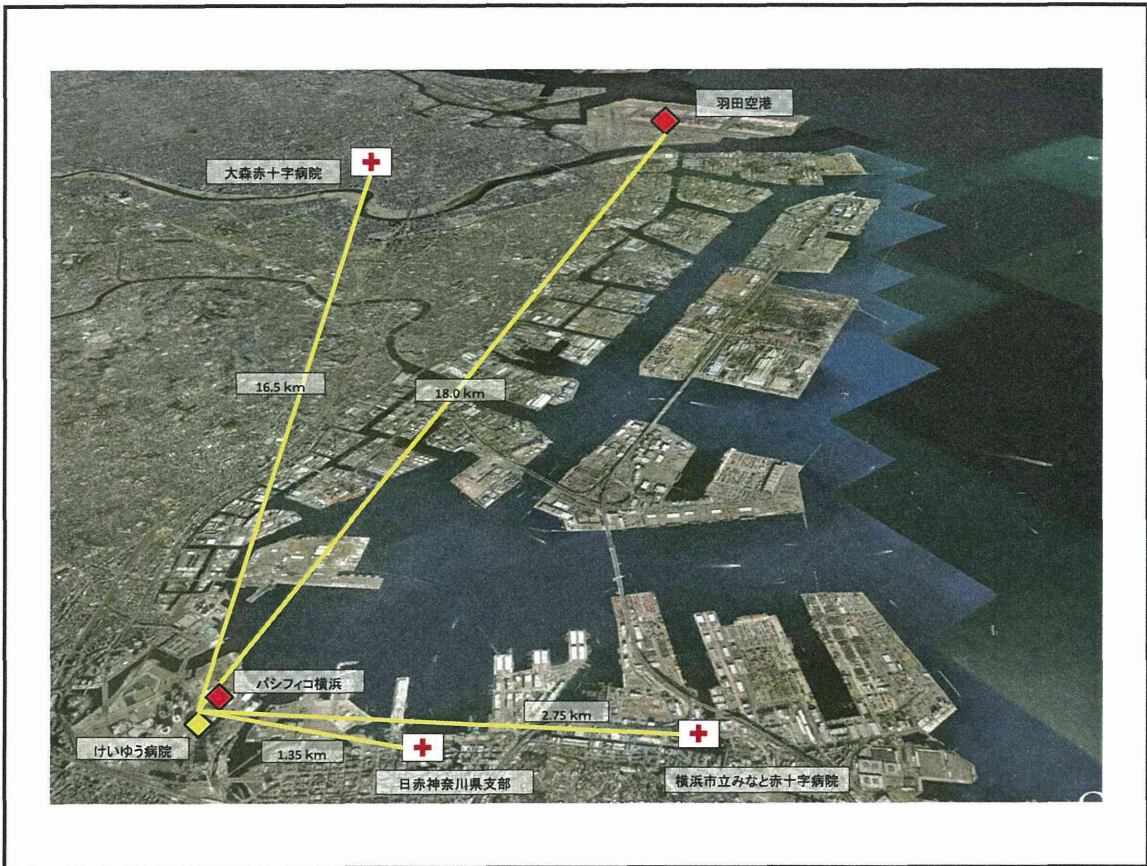 羽田空港
大森赤十字病院
16.5 km
18.0 km
パシフィコ横浜
2.75 km
けいゆう病院
1.35 km
日赤神奈川県支部
横浜市立みなと赤十字病院